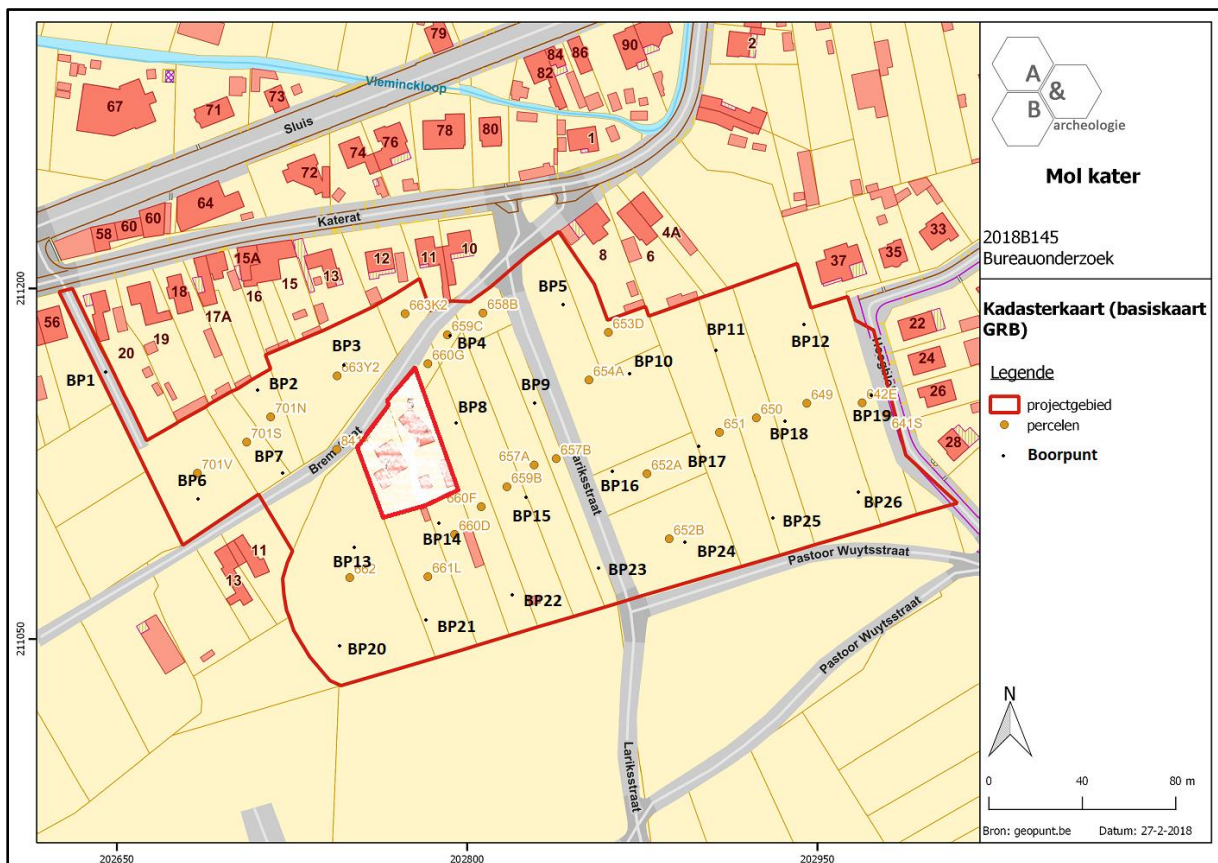 79
84
86
90
2
82
67
71
73
Vleminckloop
Sluis
78
80
76
74
72
1
64
60
60
58
Katerat
8
6
4A
33
35
37
10
11
12
13
15A
15
16
18
17A
19
20
56
22
24
26
28
11
13
211200
211050
202650
202800
202950
BP1
BP2
BP3
BP4
BP5
BP6
BP7
BP8
BP9
BP10
BP11
BP12
BP13
BP14
BP15
BP16
BP17
BP18
BP19
BP20
BP21
BP22
BP23
BP24
BP25
BP26
663K2
658B
659C
660G
663Y2
701N
701S
701V
653D
654A
649
650
651
642E
641S
657A
657B
659B
652A
652B
660F
660D
661L
662
Lariksstraat
Lariksstraat
Pastoor Wuytsstraat
Pastoor Wuytsstraat
A
&
B
archeologie
Mol kater
2018B145
Bureauonderzoek
Kadasterkaart (basiskaart
GRB)
Legende
projectgebied
percelen
Boorpunt
N
0 40 80 m
Bron: geopunt.be Datum: 27-2-2018